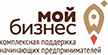 мой
бизнес
комплексная поддержка
начинающих предпринимателей